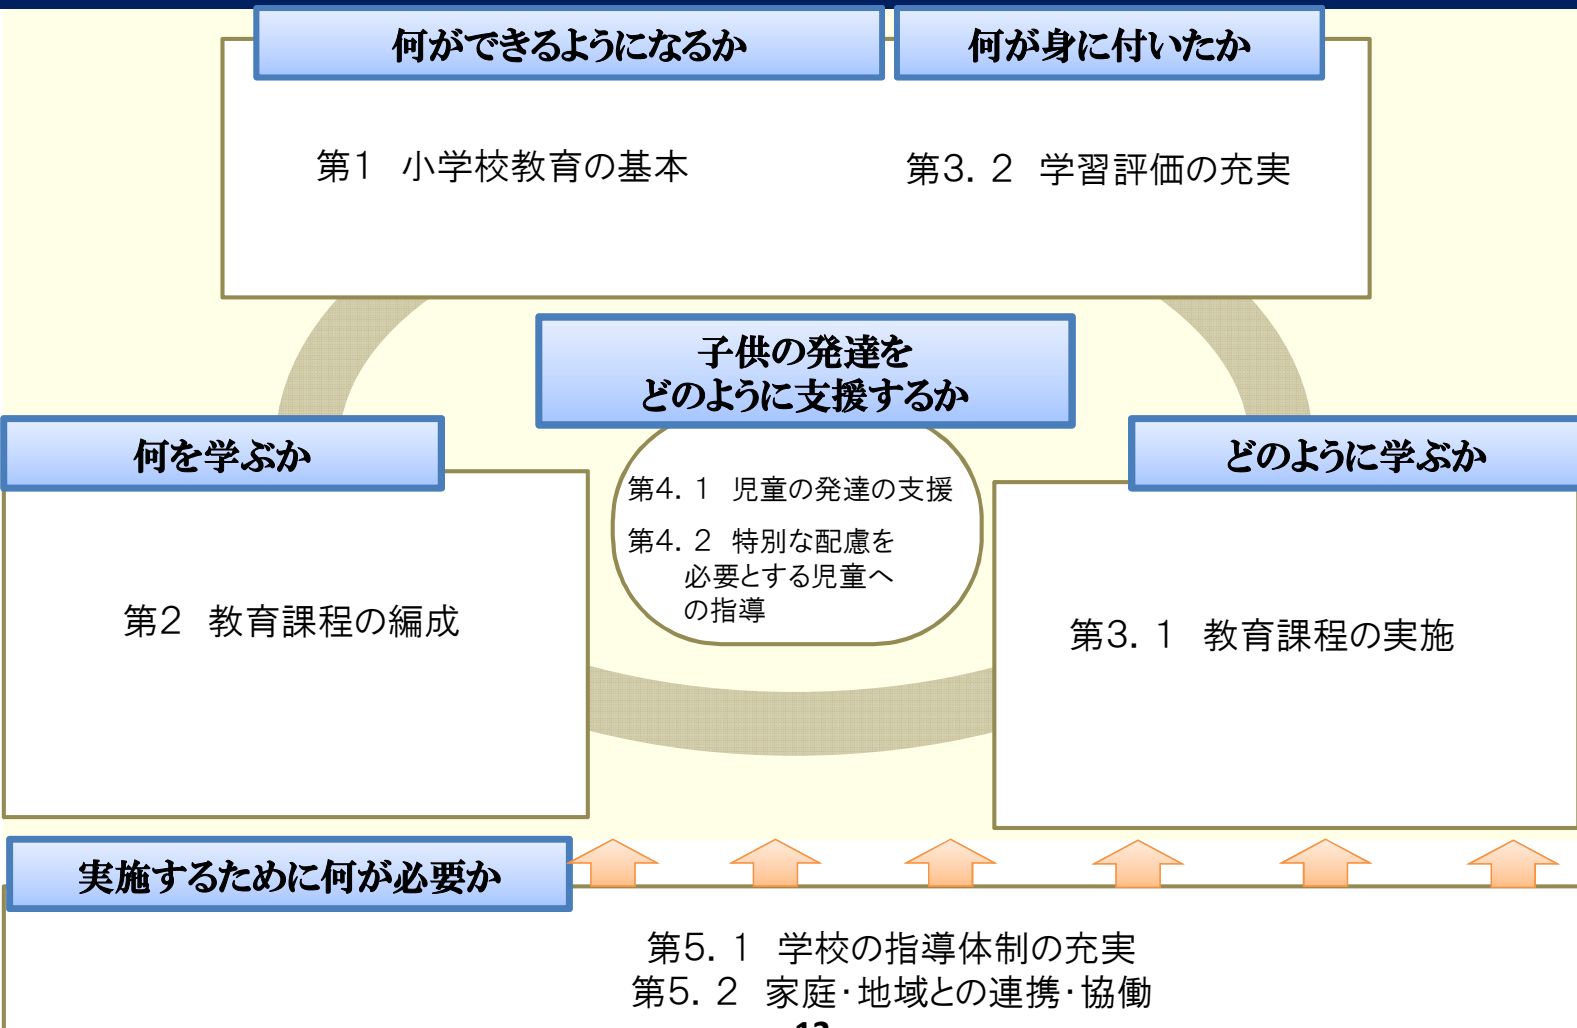 何ができるようになるか
何が身に付いたか
第1　小学校教育の基本
第3．2　学習評価の充実
子供の発達を
どのように支援するか
第4．1　児童の発達の支援
第4．2　特別な配慮を
必要とする児童へ
の指導
何を学ぶか
第2　教育課程の編成
どのように学ぶか
第3．1　教育課程の実施
実施するために何が必要か
第5．1　学校の指導体制の充実
第5．2　家庭・地域との連携・協働